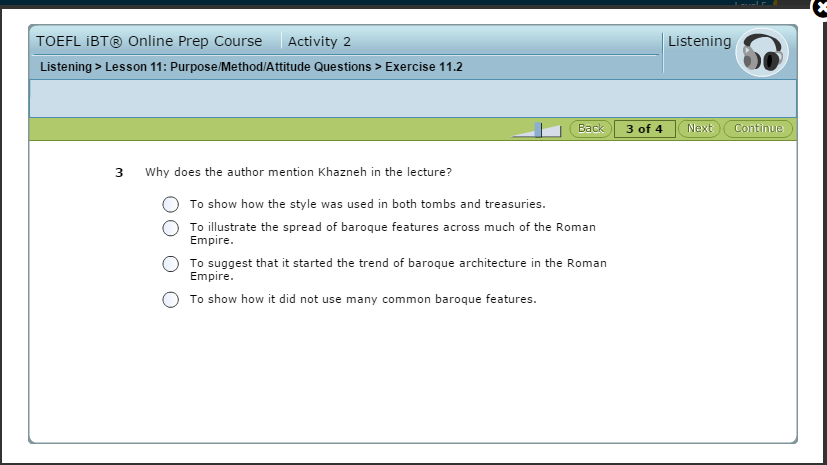 TOEFL iBT® Online Prep Course Activity 2 Listening
Listening > Lesson 11: Purpose/Method/Attitude Questions > Exercise 11.2
Back 3 of 4 Next Continue
3 Why does the author mention Khazneh in the lecture?
To show how the style was used in both tombs and treasuries.
To illustrate the spread of baroque features across much of the Roman
Empire.
To suggest that it started the trend of baroque architecture in the Roman
Empire.
To show how it did not use many common baroque features.